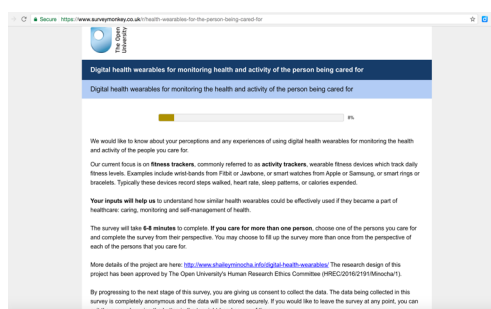 Secure https://www.surveymonkey.co.uk/r/health-wearables-for-the-person-being-cared-for
The Open
University
Digital health wearables for monitoring health and activity of the person being cared for
Digital health wearables for monitoring the health and activity of the person being cared for
8%
We would like to know about your perceptions and any experiences of using digital health wearables for monitoring the health
and activity of the people you care for.
Our current focus is on fitness trackers, commonly referred to as activity trackers, wearable fitness devices which track daily
fitness levels. Examples include wrist-bands from Fitbit or Jawbone, or smart watches from Apple or Samsung, or smart rings or
bracelets. Typically these devices record steps walked, heart rate, sleep patterns, or calories expended.
Your inputs will help us to understand how similar health wearables could be effectively used if they became a part of
healthcare: caring, monitoring and self-management of health.
The survey will take 6-8 minutes to complete. If you care for more than one person, choose one of the persons you care for
and complete the survey from their perspective. You may choose to fill up the survey more than once from the perspective of
each of the persons that you care for.
More details of the project are here: http://www.shaileyminocha.info/digital-health-wearables/ The research design of this
project has been approved by The Open University's Human Research Ethics Committee (HREC/2016/2191/Minocha/1).
By progressing to the next stage of this survey, you are giving us consent to collect the data. The data being collected in this
survey is completely anonymous and the data will be stored securely. If you would like to leave the survey at any point, you can